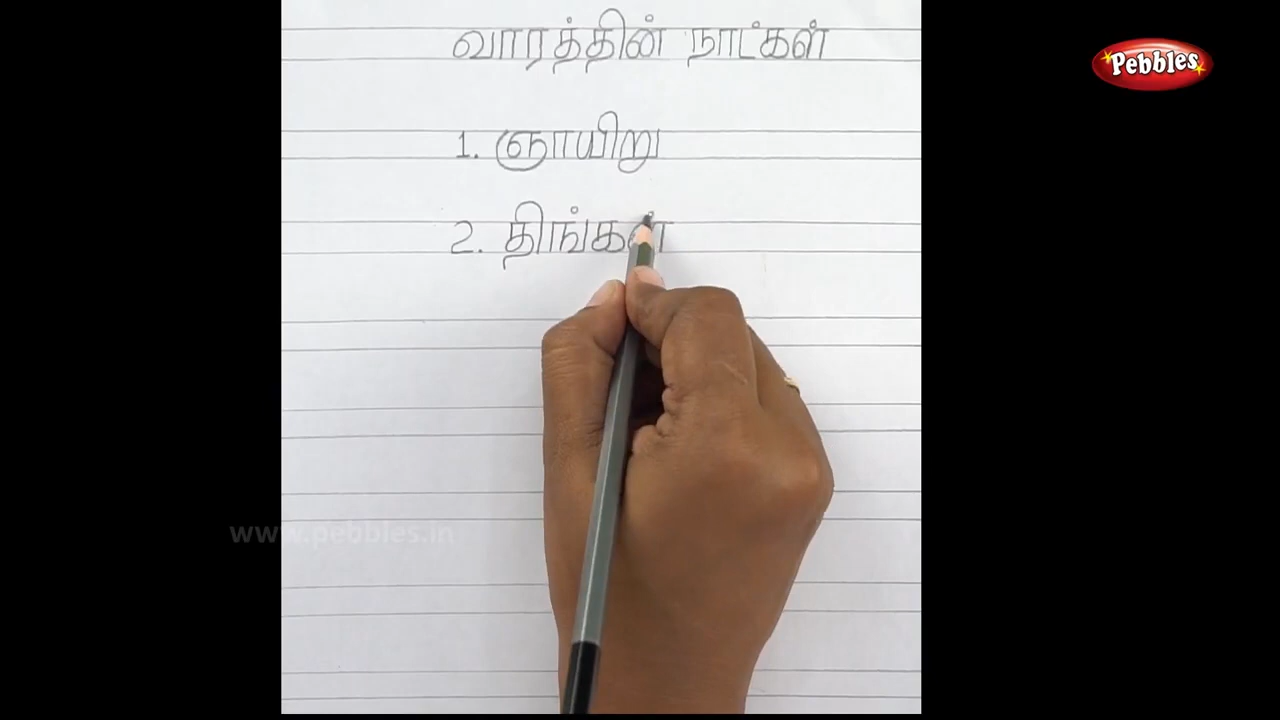 வாரத்தின் நாட்கள்
Pebbles
1. ஞாயிறு
2. திங்கள்
www.pebbles.in